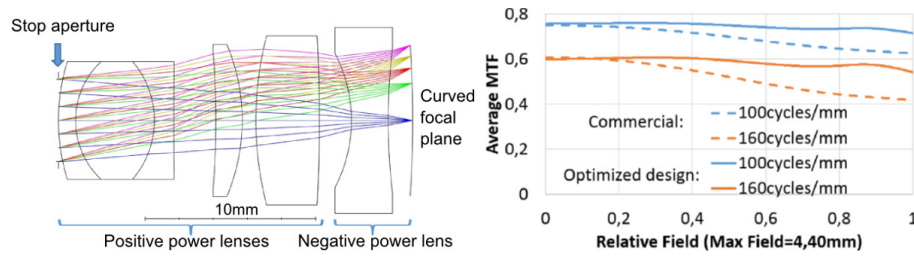 Stop aperture
Curved
focal
plane
10mm
Positive power lenses
Negative power lens
Average MTF
0,8
0,6
0,4
0,2
0
Commercial:
100cycles/mm
160cycles/mm
Optimized design:
100cycles/mm
160cycles/mm
0 0,2 0,4 0,6 0,8 1
Relative Field (Max Field=4,40mm)